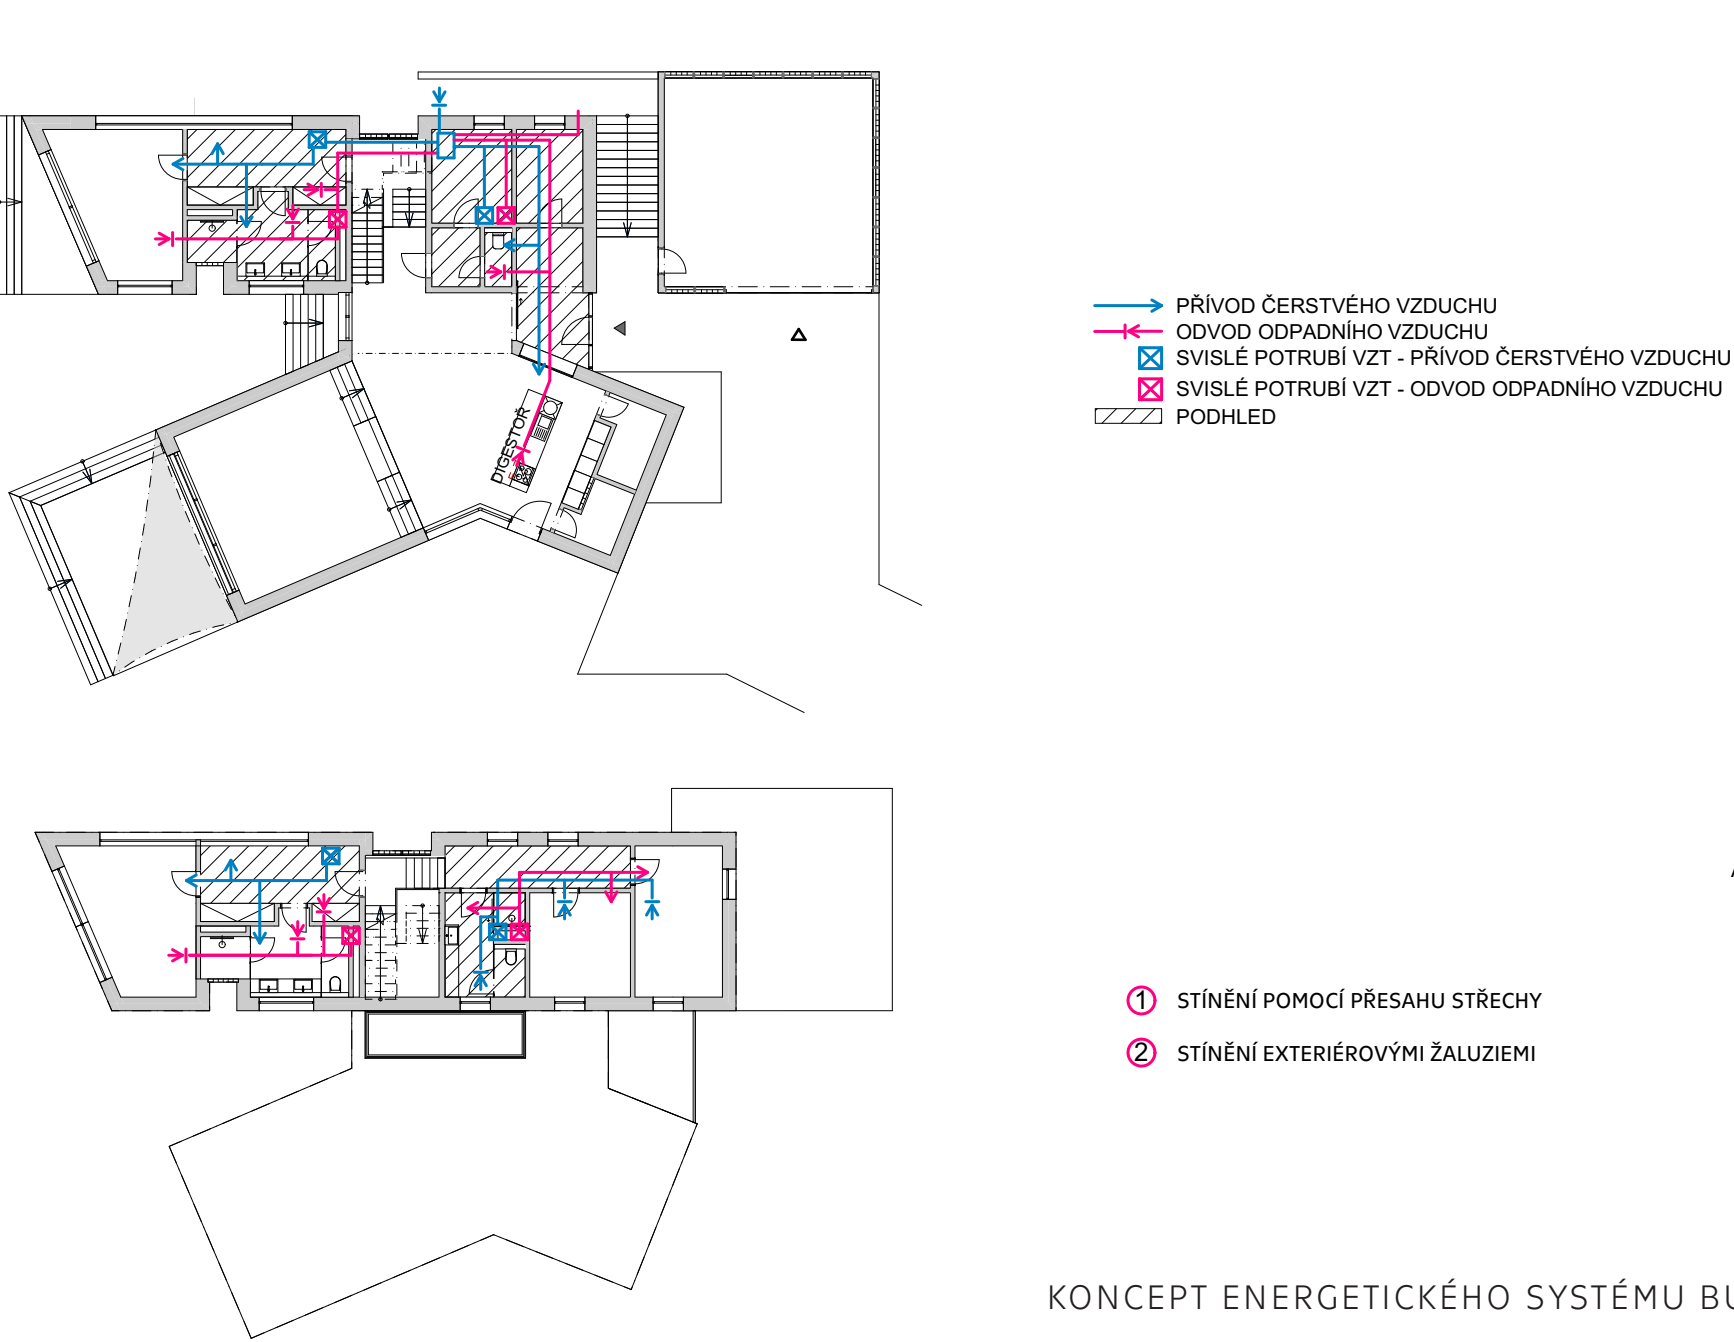 PŘÍVOD ČERSTVÉHO VZDUCHU
ODVOD ODPADNÍHO VZDUCHU
SVISLÉ POTRUBÍ VZT - PŘÍVOD ČERSTVÉHO VZDUCHU
SVISLÉ POTRUBÍ VZT - ODVOD ODPADNÍHO VZDUCHU
PODHLED
DIGESTOŘ
1 STÍNĚNÍ POMOCÍ PŘESAHU STŘECHY
2 STÍNĚNÍ EXTERIÉROVÝMI ŽALUZIEMI
KONCEPT ENERGETICKÉHO SYSTÉMU